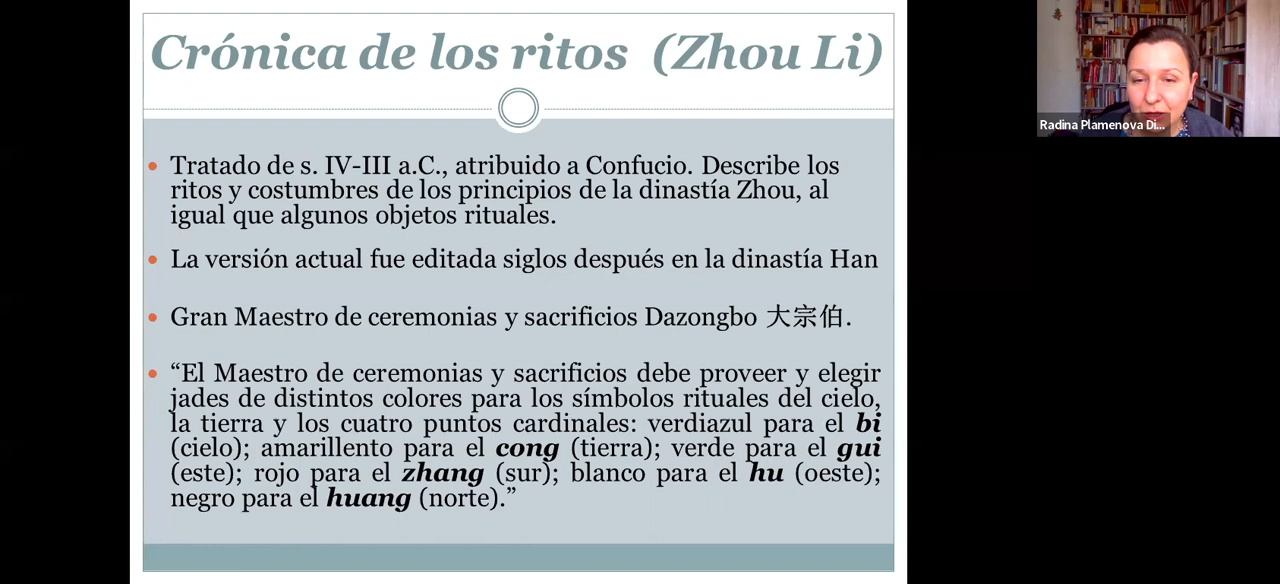 Crónica de los ritos (Zhou Li)
Tratado de s. IV-III a.C., atribuido a Confucio. Describe los
ritos y costumbres de los principios de la dinastía Zhou, al
igual que algunos objetos rituales.
La versión actual fue editada siglos después en la dinastía Han
Gran Maestro de ceremonias y sacrificios Dazongbo 大宗伯.
“El Maestro de ceremonias y sacrificios debe proveer y elegir
jades de distintos colores para los símbolos rituales del cielo,
la tierra y los cuatro puntos cardinales: verdiazul para el bi
(cielo); amarillento para el cong (tierra); verde para el gui
(este); rojo para el zhang (sur); blanco para el hu (oeste);
negro para el huang (norte).”
Radina Plamenova Di...